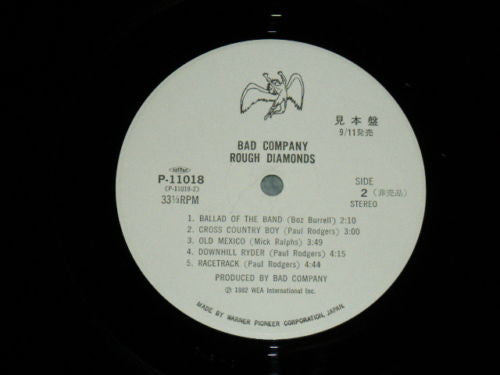 見本盤
9/11発売
BAD COMPANY
ROUGH DIAMONDS
P-11018
(P-11018-2)
33⅓RPM
SIDE
2 (非売品)
STEREO
1. BALLAD OF THE BAND (Boz Burrell) 2:10
2. CROSS COUNTRY BOY (Paul Rodgers) 3:00
3. OLD MEXICO (Mick Ralphs) 3:49
4. DOWNHILL RYDER (Paul Rodgers) 4:15
5. RACETRACK (Paul Rodgers) 4:44
PRODUCED BY BAD COMPANY
Ⓟ 1982 WEA International Inc.
MADE BY WARNER PIONEER CORPORATION, JAPAN